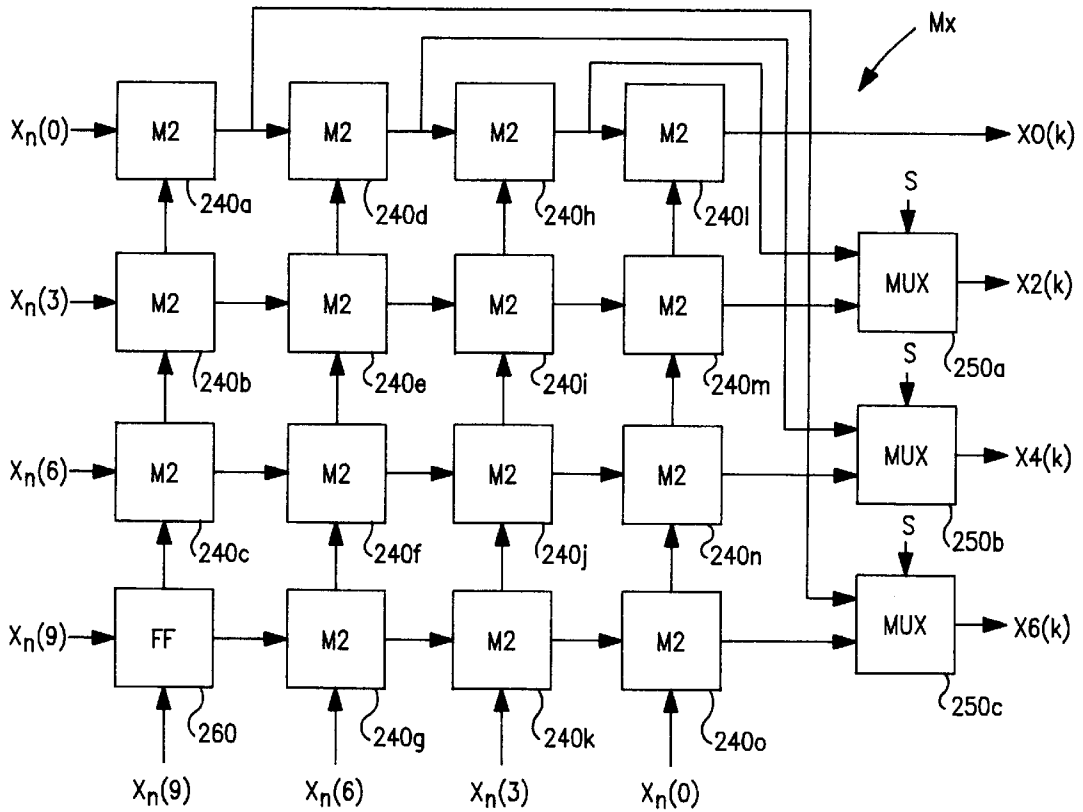 Mx
Xn(0) M2 M2 M2 M2 X0(k)
240a 240d 240h 240l S
Xn(3) M2 M2 M2 M2 MUX X2(k)
240b 240e 240i 240m S 250a
Xn(6) M2 M2 M2 M2 MUX X4(k)
240c 240f 240j 240n S 250b
Xn(9) FF M2 M2 M2 MUX X6(k)
260 240g 240k 240o 250c
Xn(9) Xn(6) Xn(3) Xn(0)